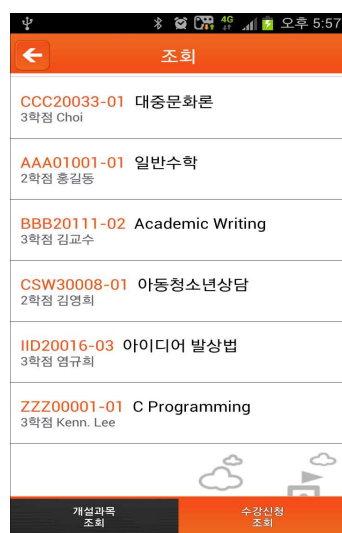 4G 오후 5:57
조회
CCC20033-01 대중문화론
3학점 Choi
AAA01001-01 일반수학
2학점 홍길동
BBB20111-02 Academic Writing
3학점 김교수
CSW30008-01 아동청소년상담
2학점 김영희
IID20016-03 아이디어 발상법
3학점 염규희
ZZZ00001-01 C Programming
3학점 Kenn. Lee
개설과목 수강신청
조회 조회